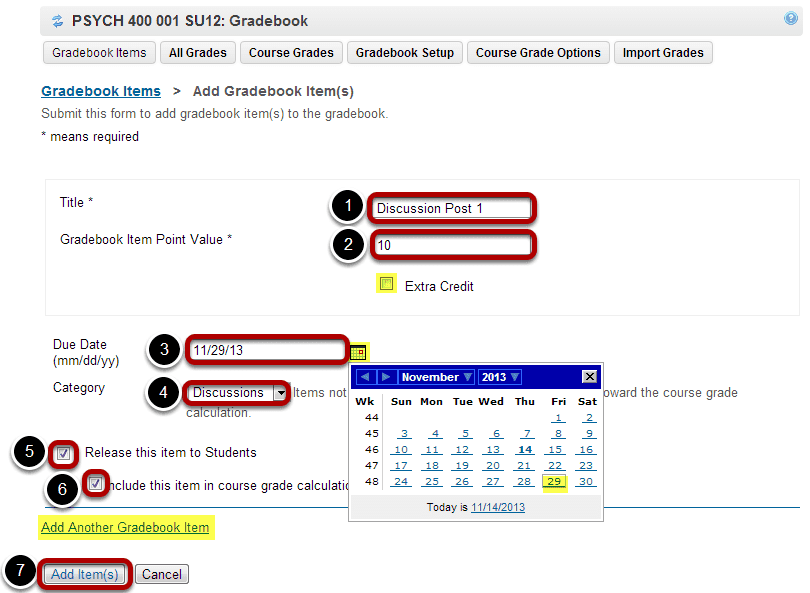 PSYCH 400 001 SU12: Gradebook
?
Gradebook Items All Grades Course Grades Gradebook Setup Course Grade Options Import Grades
Gradebook Items > Add Gradebook Item(s)
Submit this form to add gradebook item(s) to the gradebook.
* means required
Title * 1 Discussion Post 1
Gradebook Item Point Value * 2 10
Extra Credit
Due Date
(mm/dd/yy) 3 11/29/13
Category 4 Discussions Items not oward the course grade
calculation.
November 2013 X
Wk Sun Mon Tue Wed Thu Fri Sat
44 1 2
45 3 4 5 6 7 8 9
46 10 11 12 13 14 15 16
47 17 18 19 20 21 22 23
48 24 25 26 27 28 29 30
Today is 11/14/2013
5 Release this item to Students
6 nclude this item in course grade calculatio
Add Another Gradebook Item
7 Add Item(s) Cancel